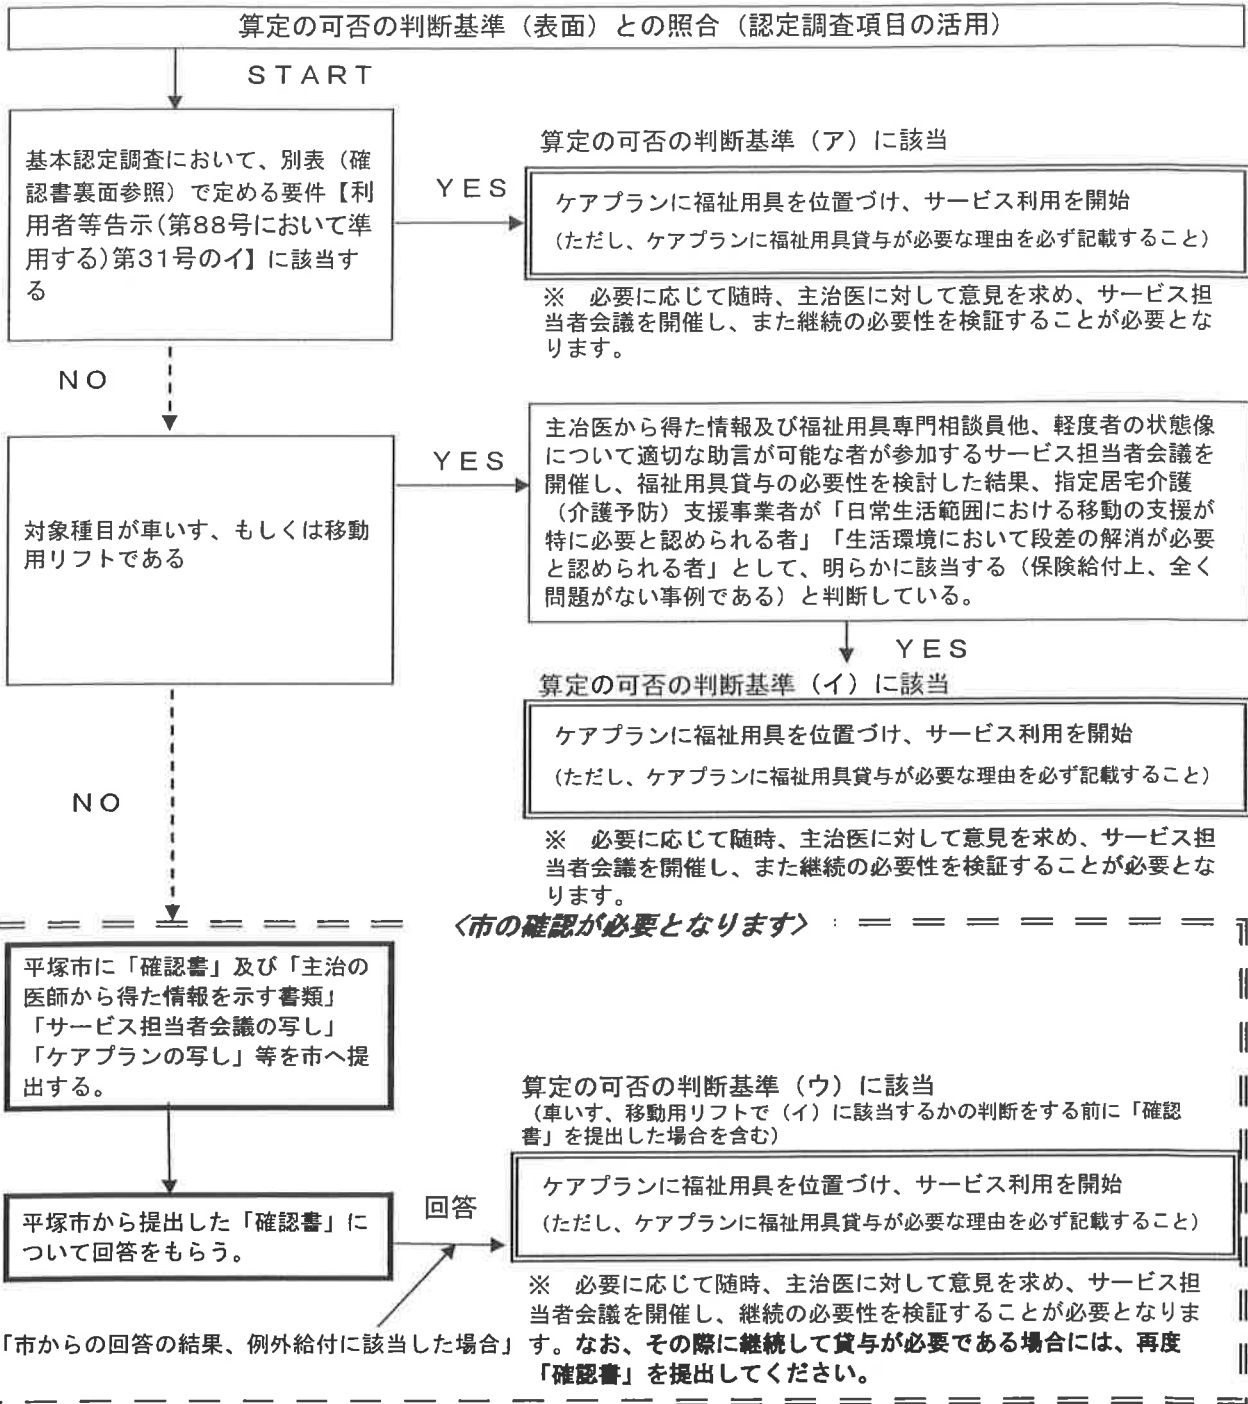 算定の可否の判断基準（表面）との照合（認定調査項目の活用）
ＳＴＡＲＴ
基本認定調査において、別表（確
認書裏面参照）で定める要件【利
用者等告示(第88号において準
用する)第31号のイ】に該当す
る
ＹＥＳ
算定の可否の判断基準（ア）に該当
ケアプランに福祉用具を位置づけ、サービス利用を開始
（ただし、ケアプランに福祉用具貸与が必要な理由を必ず記載すること）
※　必要に応じて随時、主治医に対して意見を求め、サービス担
当者会議を開催し、また継続の必要性を検証することが必要とな
ります。
ＮＯ
対象種目が車いす、もしくは移動
用リフトである
ＹＥＳ
主治医から得た情報及び福祉用具専門相談員他、軽度者の状態像
について適切な助言が可能な者が参加するサービス担当者会議を
開催し、福祉用具貸与の必要性を検討した結果、指定居宅介護
（介護予防）支援事業者が「日常生活範囲における移動の支援が
特に必要と認められる者」「生活環境において段差の解消が必要
と認められる者」として、明らかに該当する（保険給付上、全く
問題がない事例である）と判断している。
ＹＥＳ
算定の可否の判断基準（イ）に該当
ケアプランに福祉用具を位置づけ、サービス利用を開始
（ただし、ケアプランに福祉用具貸与が必要な理由を必ず記載すること）
※　必要に応じて随時、主治医に対して意見を求め、サービス担
当者会議を開催し、また継続の必要性を検証することが必要とな
ります。
ＮＯ
〈市の確認が必要となります〉
平塚市に「確認書」及び「主治の
医師から得た情報を示す書類」
「サービス担当者会議の写し」
「ケアプランの写し」等を市へ提
出する。
算定の可否の判断基準（ウ）に該当
（車いす、移動用リフトで（イ）に該当するかの判断をする前に「確認
書」を提出した場合を含む）
ケアプランに福祉用具を位置づけ、サービス利用を開始
（ただし、ケアプランに福祉用具貸与が必要な理由を必ず記載すること）
平塚市から提出した「確認書」に
ついて回答をもらう。
回答
「市からの回答の結果、例外給付に該当した場合」
※　必要に応じて随時、主治医に対して意見を求め、サービス担
当者会議を開催し、継続の必要性を検証することが必要となりま
す。なお、その際に継続して貸与が必要である場合には、再度
「確認書」を提出してください。